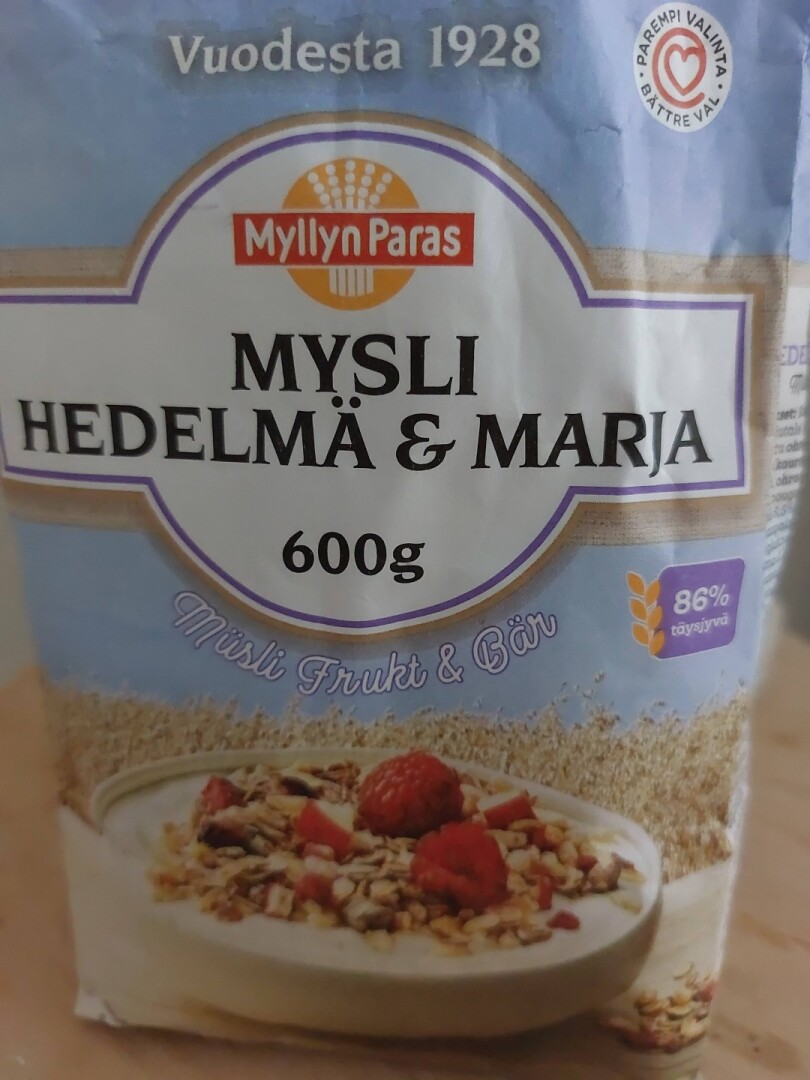 Vuodesta 1928
PAREMPI VALINTA
BÄTTRE VAL
Myllyn Paras
MYSLI
HEDELMÄ & MARJA
600g
Müsli Frukt & Bär
86%
täysjyvä